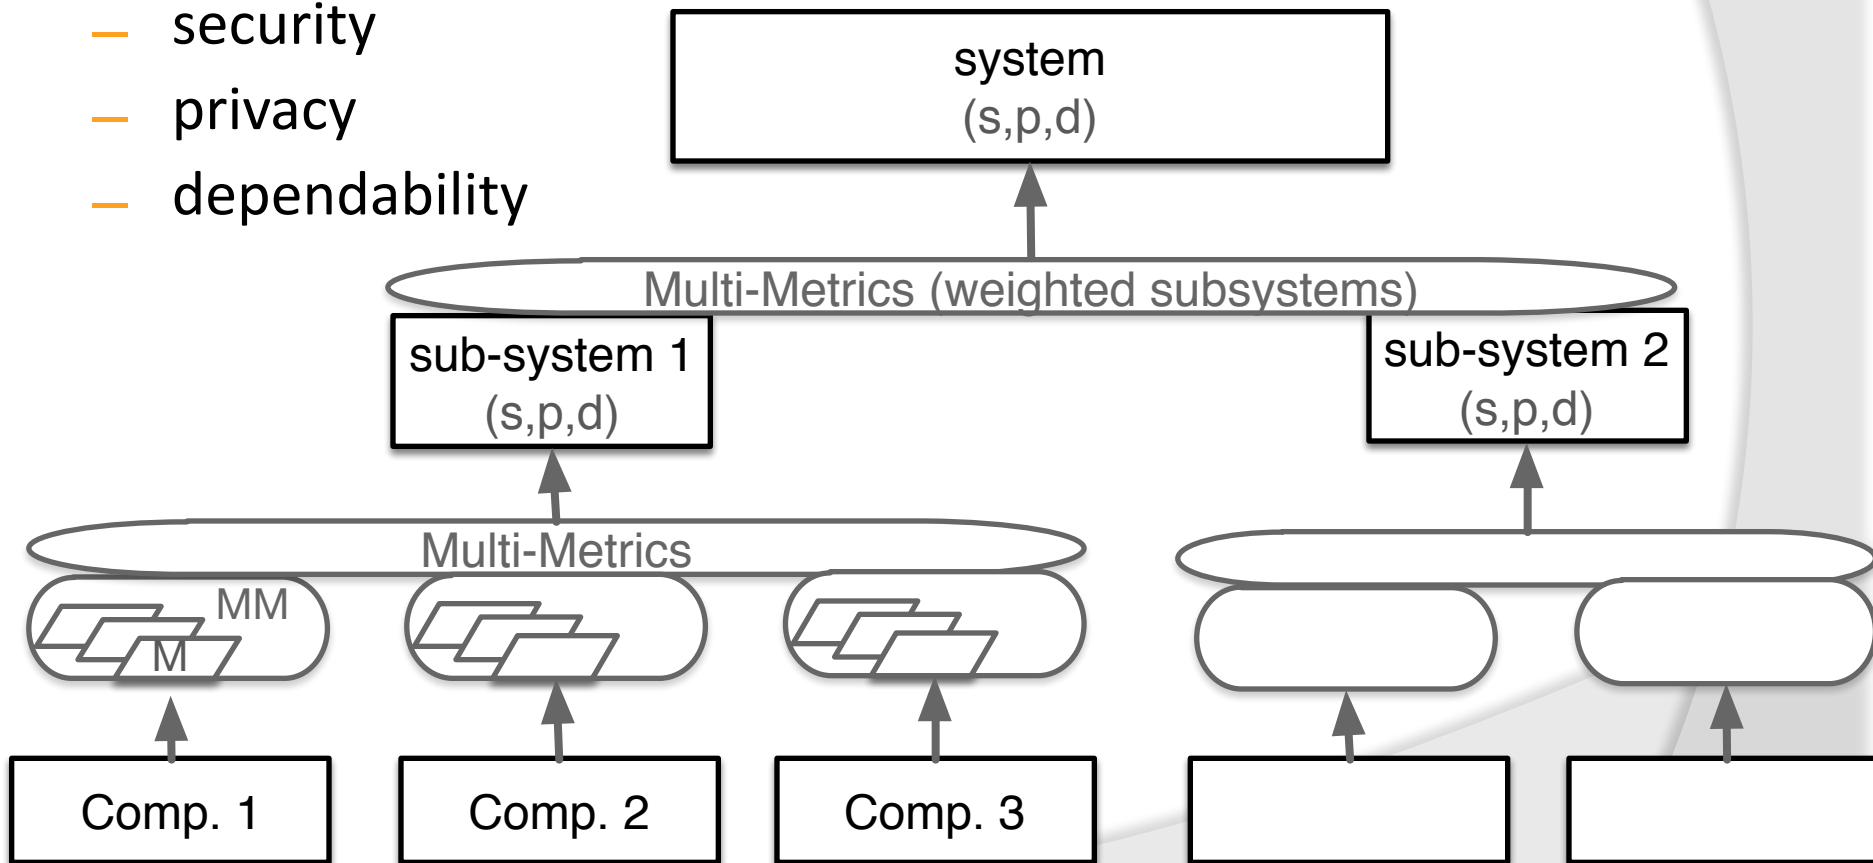 – security
– privacy
– dependability
system
(s,p,d)
Multi-Metrics (weighted subsystems)
sub-system 1
(s,p,d)
sub-system 2
(s,p,d)
Multi-Metrics
MM
M
Comp. 1
Comp. 2
Comp. 3